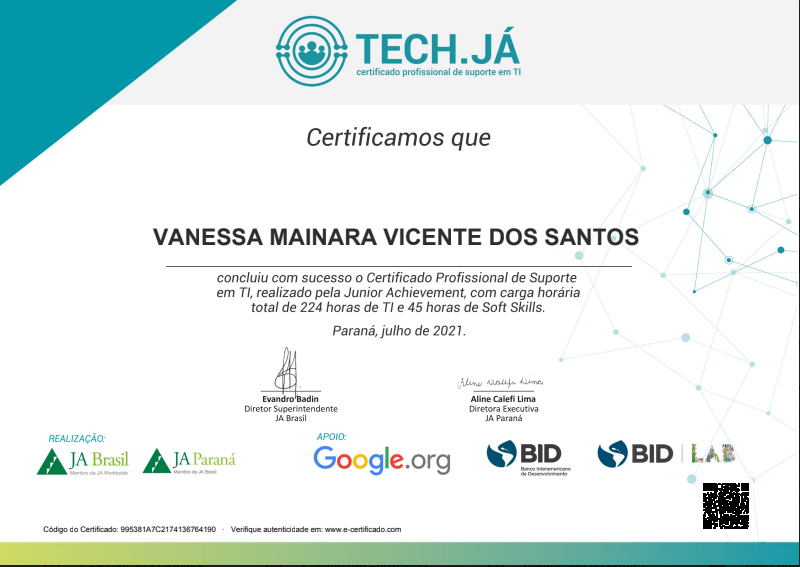 TECH.JÁ
certificado profissional de suporte em TI
Certificamos que
VANESSA MAINARA VICENTE DOS SANTOS
concluiu com sucesso o Certificado Profissional de Suporte
em TI, realizado pela Junior Achievement, com carga horária
total de 224 horas de TI e 45 horas de Soft Skills.
Paraná, julho de 2021.
Aline Calefi Lima
Evandro Badin
Diretor Superintendente
JA Brasil
Aline Calefi Lima
Diretora Executiva
JA Paraná
REALIZAÇÃO:
JA Brasil
Membro da JA Worldwide
JA Paraná
Membro da JA Brasil
APOIO:
Google.org
BID
Banco Interamericano
de Desenvolvimento
BID | LAB
Código do Certificado: 995381A7C2174136764190 · Verifique autenticidade em: www.e-certificado.com